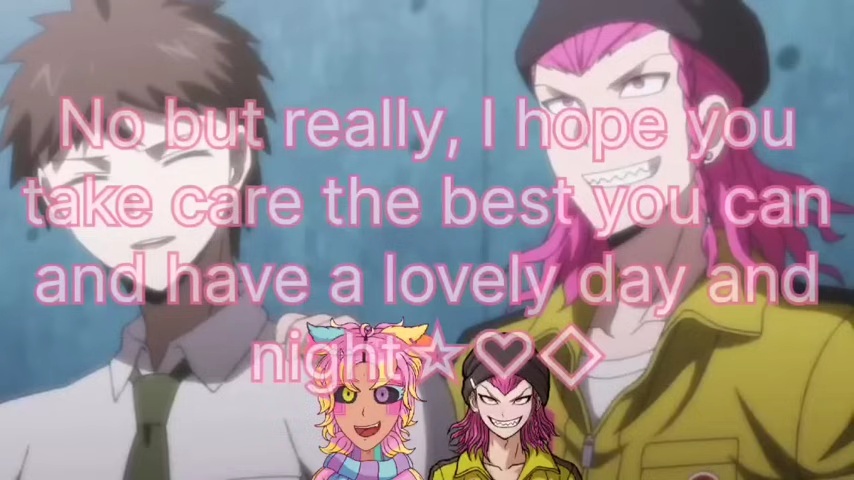 No but really, I hope you
take care the best you can
and have a lovely day and
night☆♡◇